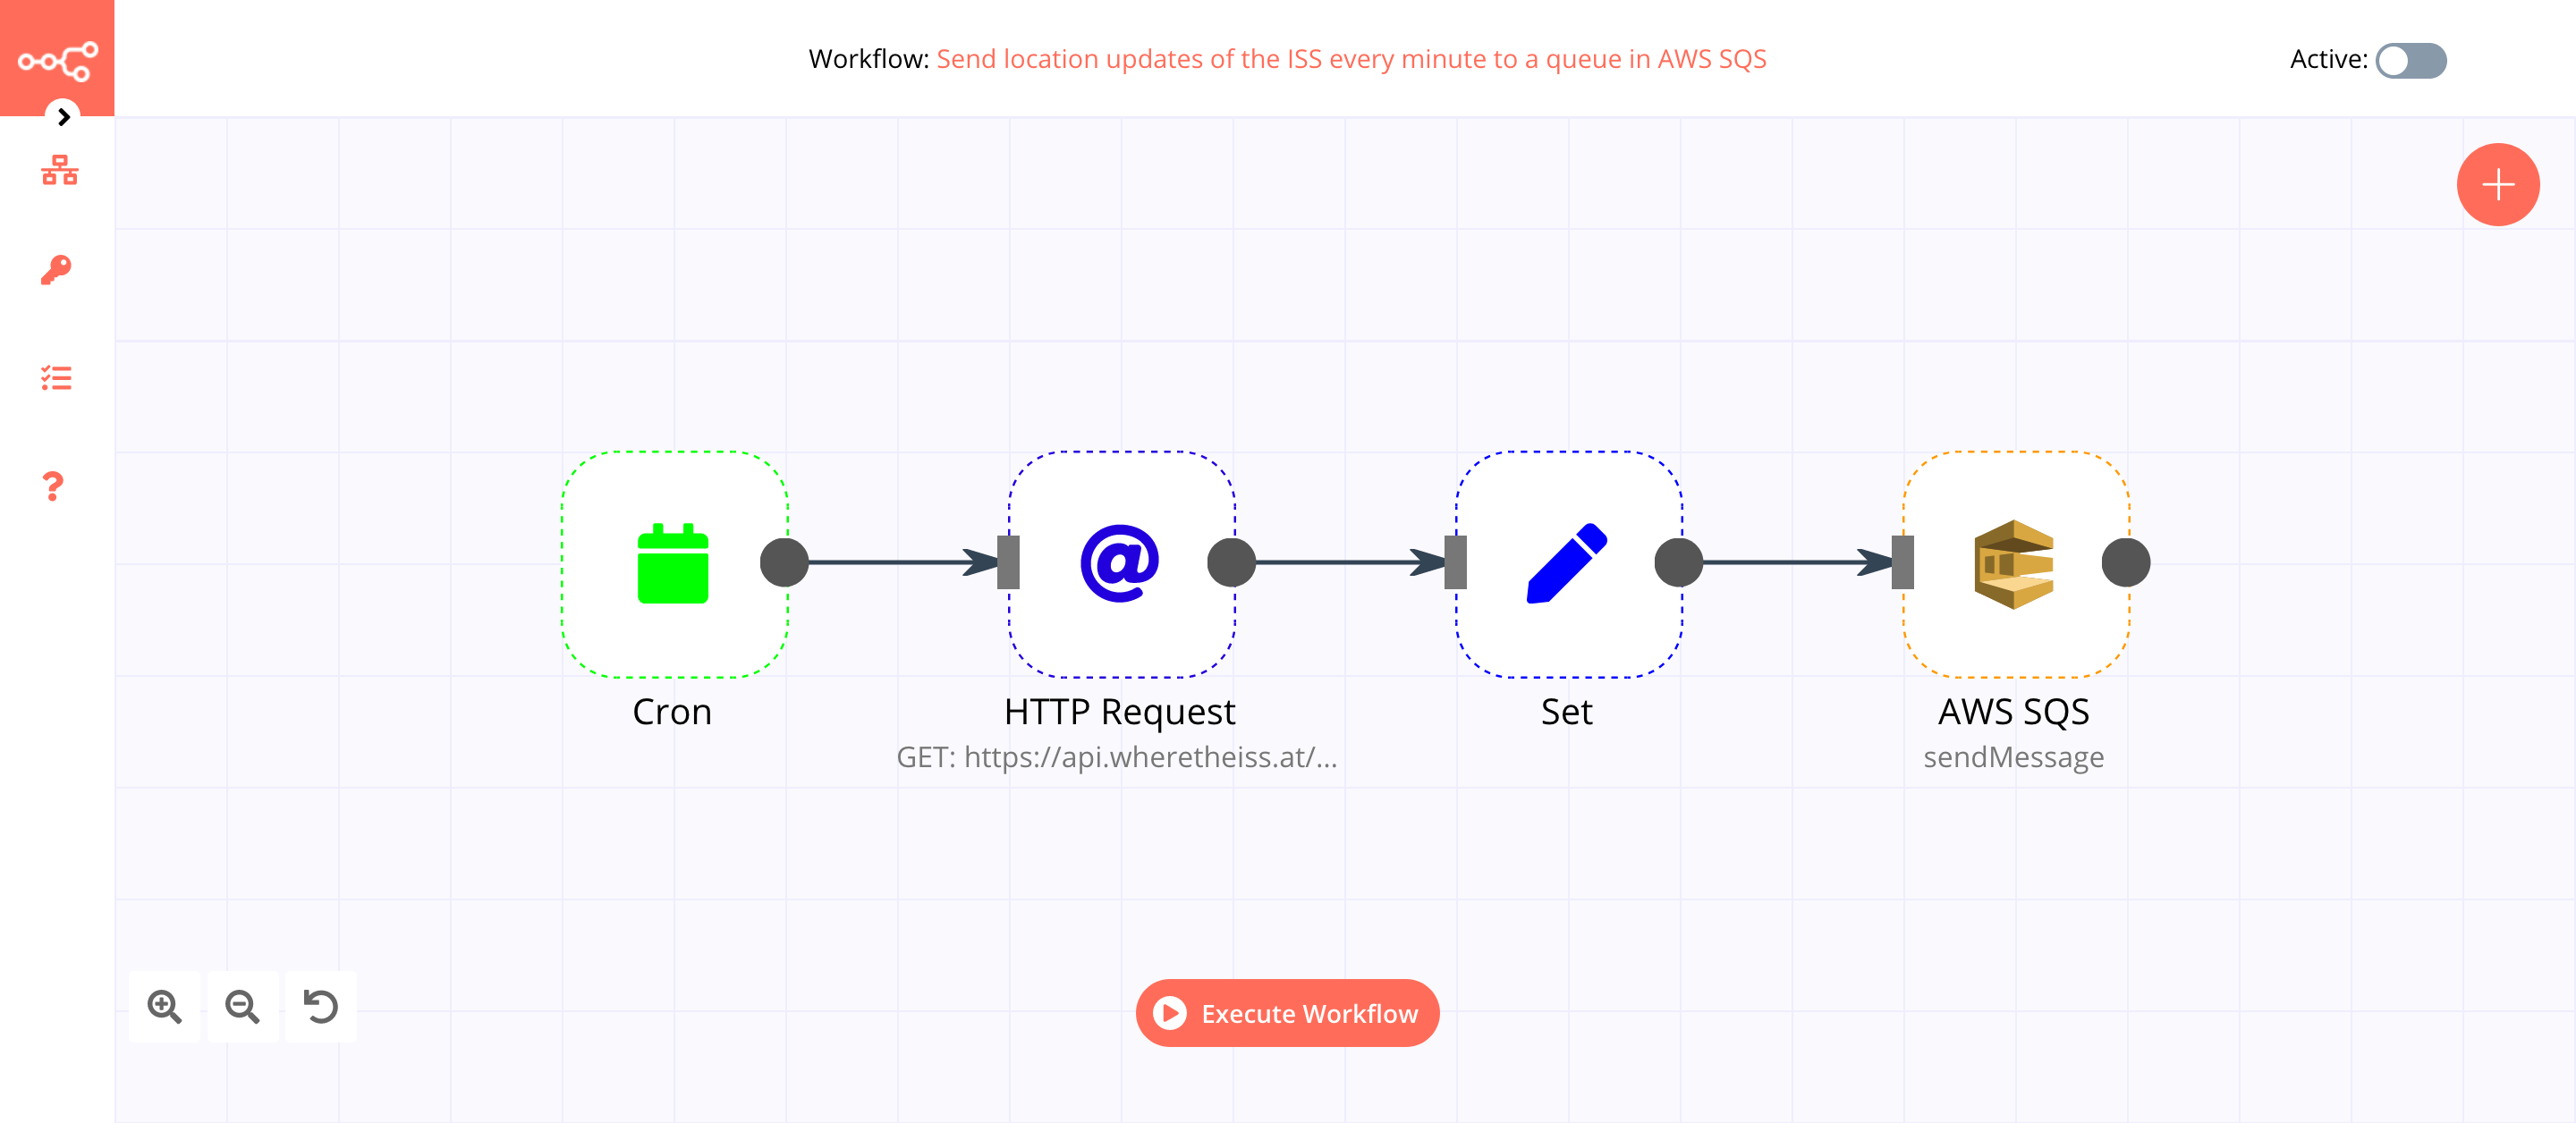 Workflow: Send location updates of the ISS every minute to a queue in AWS SQS
Active:
Cron
HTTP Request
GET: https://api.wheretheiss.at/...
Set
AWS SQS
sendMessage
Execute Workflow